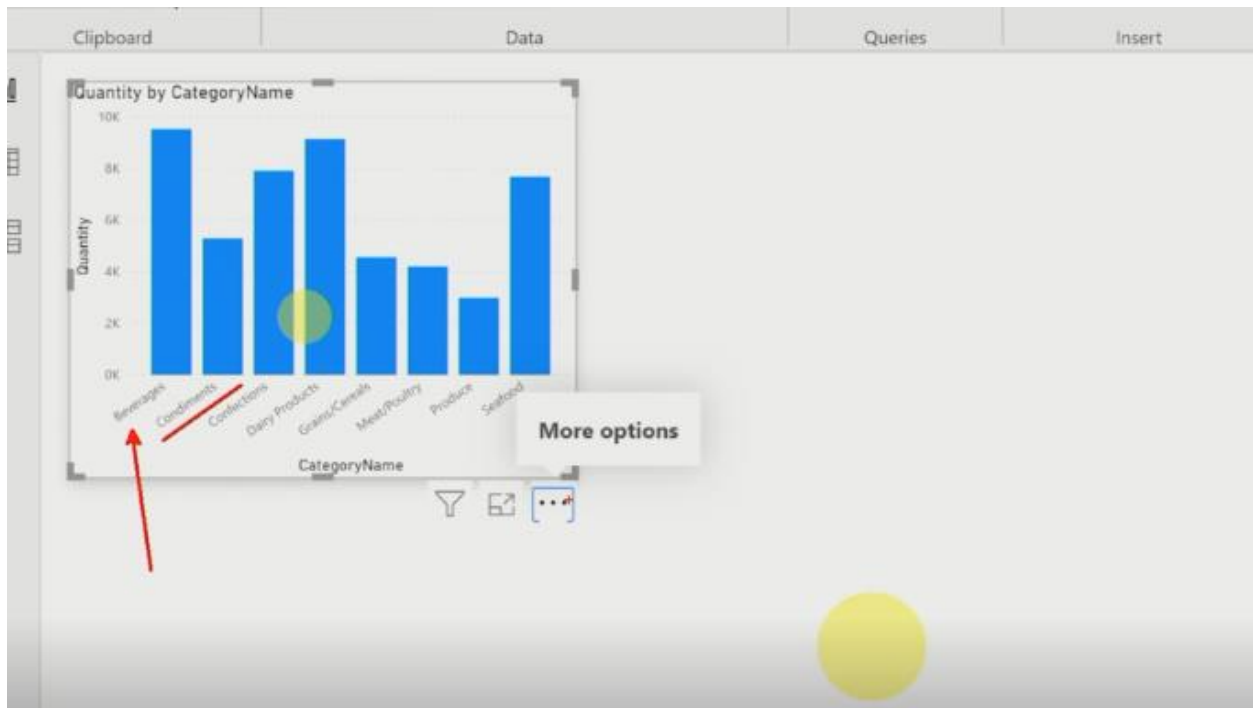 Clipboard Data Queries Insert
Quantity by CategoryName
10K
8K
6K
4K
2K
0K
Quantity
Beverages Condiments Confections Dairy Products Grains/Cereals Meat/Poultry Produce Seafood
CategoryName
More options